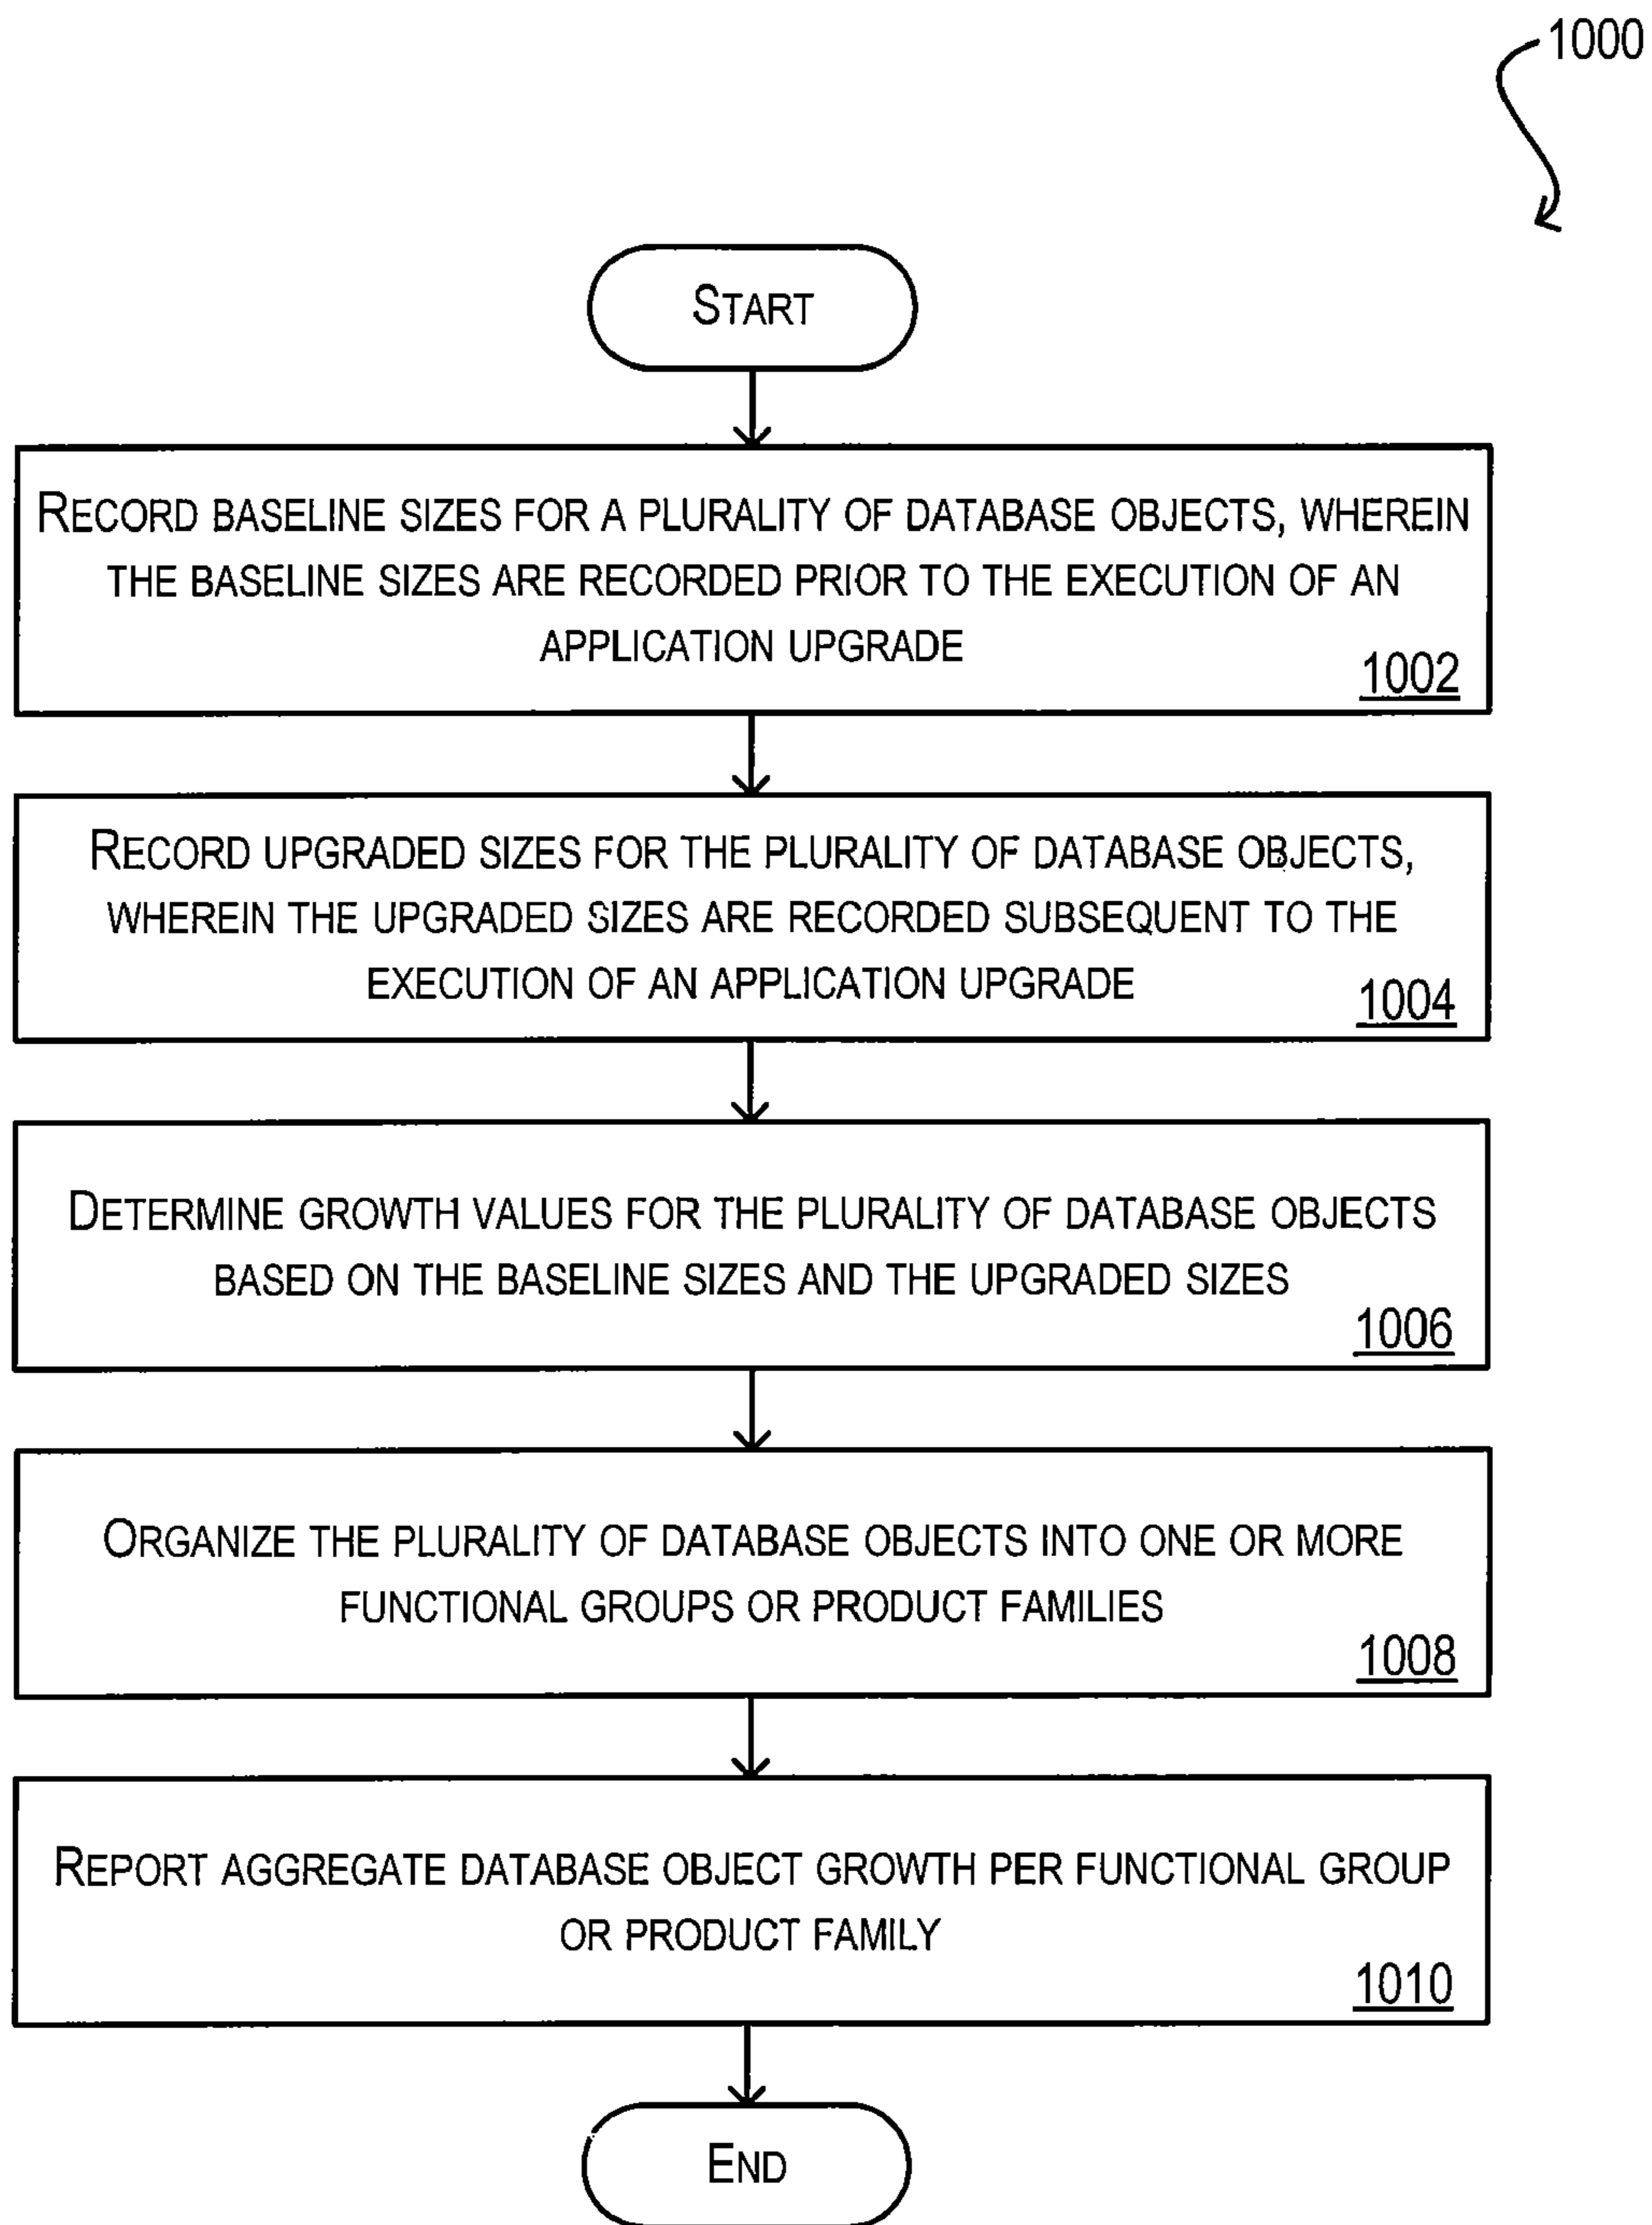 1000
START
RECORD BASELINE SIZES FOR A PLURALITY OF DATABASE OBJECTS, WHEREIN
THE BASELINE SIZES ARE RECORDED PRIOR TO THE EXECUTION OF AN
APPLICATION UPGRADE
1002
RECORD UPGRADED SIZES FOR THE PLURALITY OF DATABASE OBJECTS,
WHEREIN THE UPGRADED SIZES ARE RECORDED SUBSEQUENT TO THE
EXECUTION OF AN APPLICATION UPGRADE
1004
DETERMINE GROWTH VALUES FOR THE PLURALITY OF DATABASE OBJECTS
BASED ON THE BASELINE SIZES AND THE UPGRADED SIZES
1006
ORGANIZE THE PLURALITY OF DATABASE OBJECTS INTO ONE OR MORE
FUNCTIONAL GROUPS OR PRODUCT FAMILIES
1008
REPORT AGGREGATE DATABASE OBJECT GROWTH PER FUNCTIONAL GROUP
OR PRODUCT FAMILY
1010
END